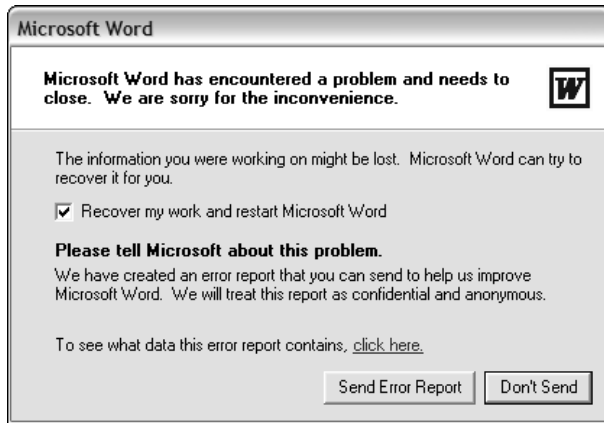 Microsoft Word
Microsoft Word has encountered a problem and needs to
close.  We are sorry for the inconvenience.
W
The information you were working on might be lost.  Microsoft Word can try to
recover it for you.
Recover my work and restart Microsoft Word
Please tell Microsoft about this problem.
We have created an error report that you can send to help us improve
Microsoft Word.  We will treat this report as confidential and anonymous.
To see what data this error report contains, click here.
Send Error Report
Don't Send